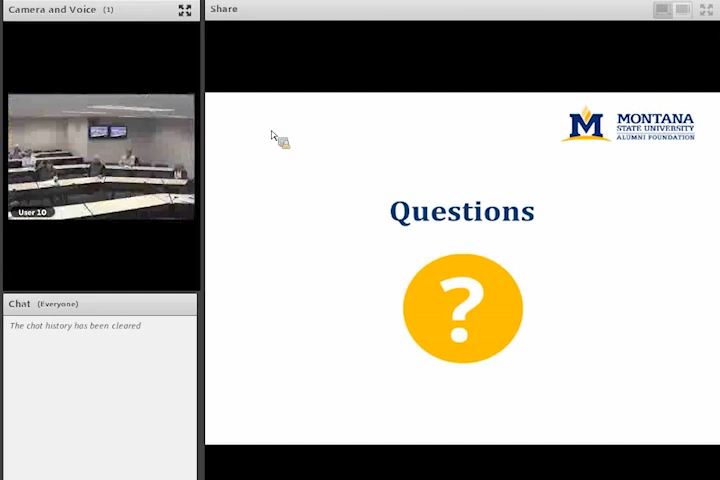 Camera and Voice (1)
Share
User 10
M MONTANA
STATE UNIVERSITY
ALUMNI FOUNDATION
Questions
?
Chat (Everyone)
The chat history has been cleared